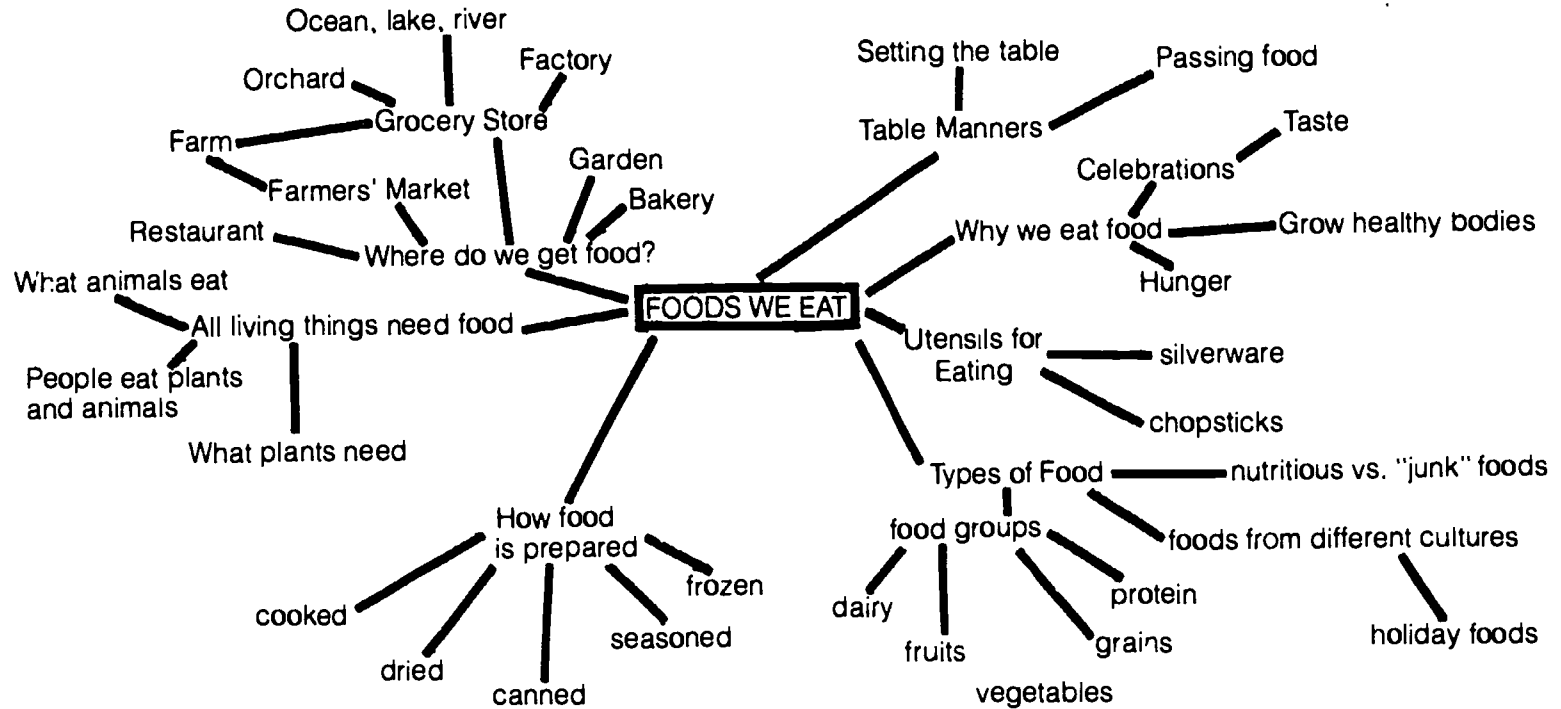 Ocean, lake, river
Factory
Orchard
Grocery Store
Farm
Garden
Farmers' Market
Bakery
Restaurant
Where do we get food?
What animals eat
All living things need food
People eat plants
and animals
What plants need
FOODS WE EAT
Setting the table
Passing food
Table Manners
Taste
Celebrations
Why we eat food
Grow healthy bodies
Hunger
Utensils for
Eating
silverware
chopsticks
Types of Food
nutritious vs. "junk" foods
food groups
foods from different cultures
dairy
protein
fruits
grains
holiday foods
vegetables
How food
is prepared
frozen
cooked
seasoned
dried
canned